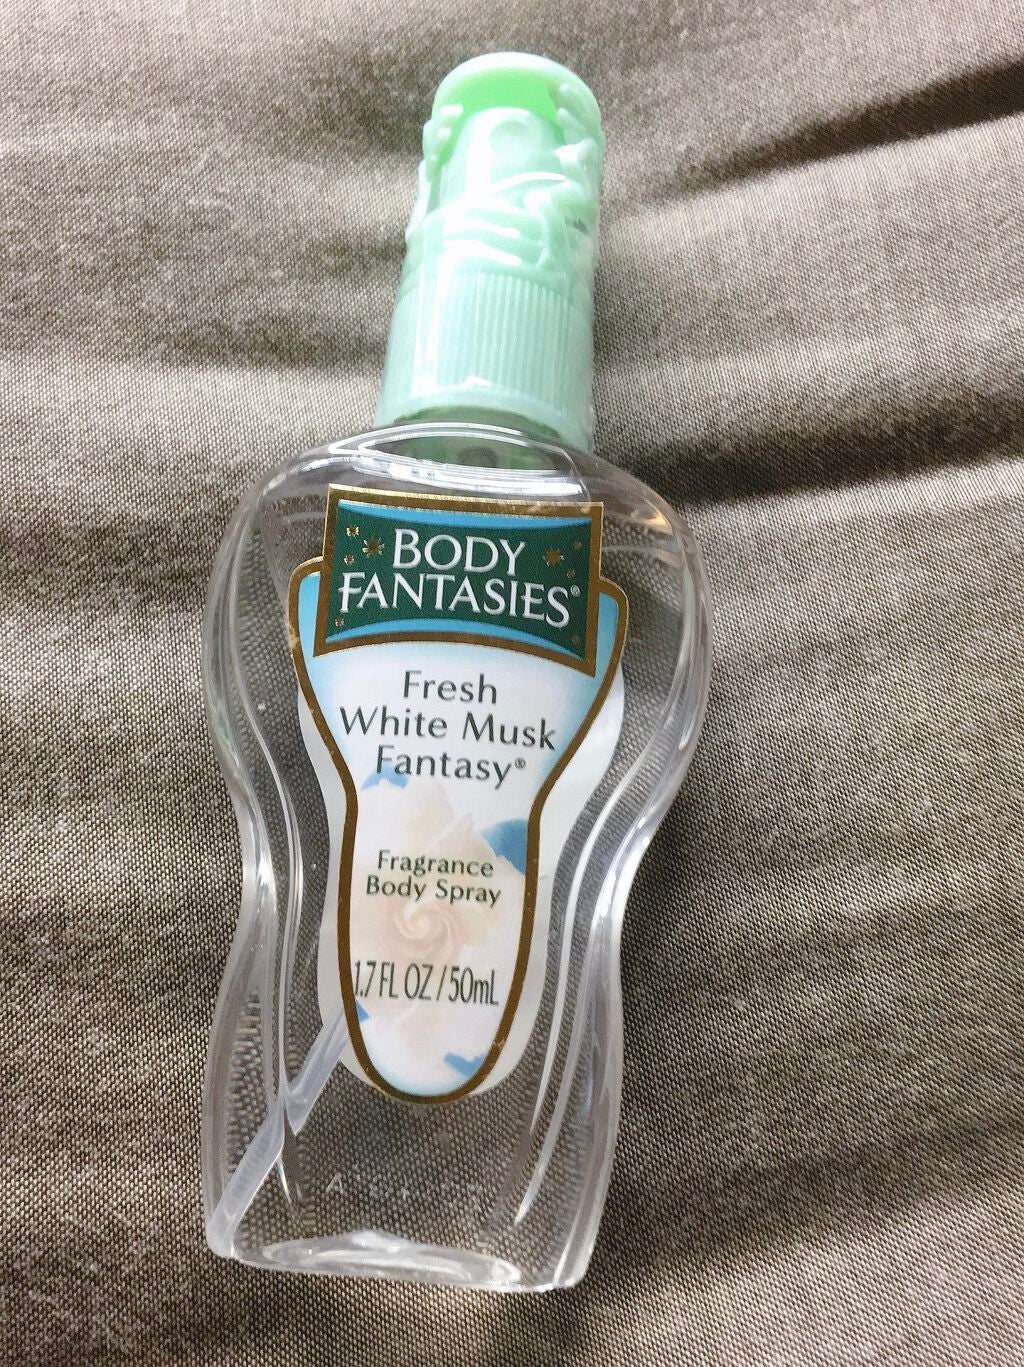 BODY
FANTASIES®
Fresh
White Musk
Fantasy®
Fragrance
Body Spray
1.7 FL OZ / 50mL